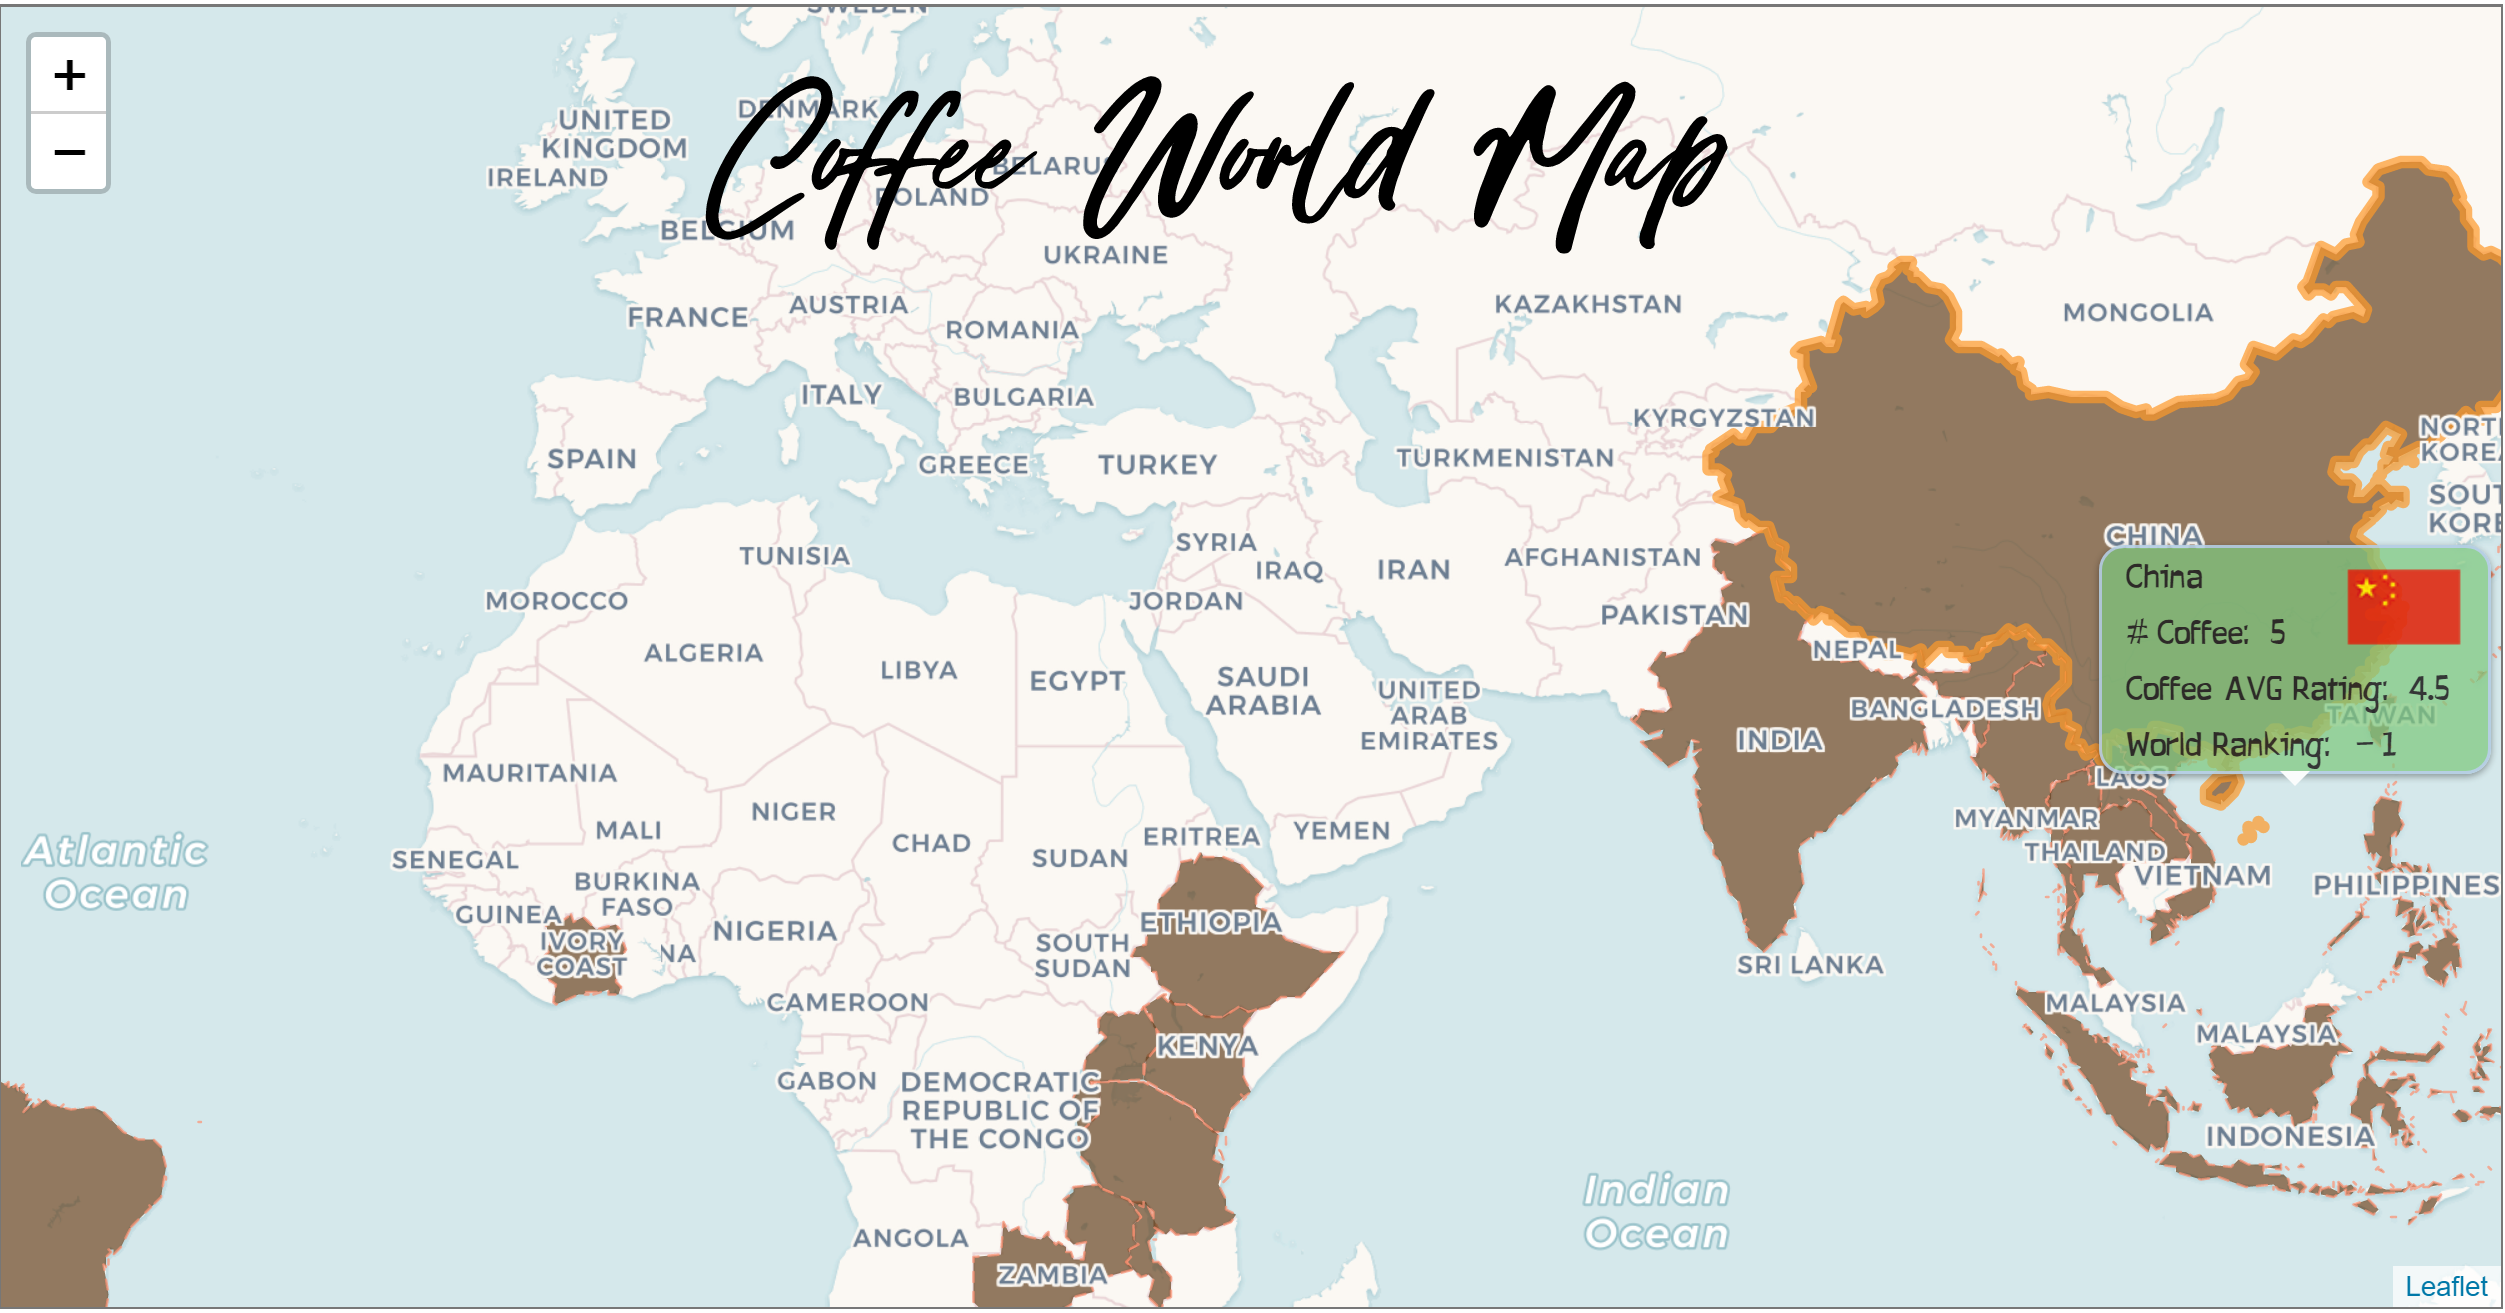 SWEDEN
+
−
Coffee World Map
DENMARK
UNITED
KINGDOM
IRELAND
BELARUS
POLAND
BELGIUM
UKRAINE
FRANCE
AUSTRIA
ROMANIA
KAZAKHSTAN
MONGOLIA
ITALY
BULGARIA
KYRGYZSTAN
SPAIN
GREECE
TURKEY
TURKMENISTAN
NORTH
KOREA
SOUT
KORE
TUNISIA
SYRIA
IRAQ
IRAN
AFGHANISTAN
CHINA
MOROCCO
JORDAN
PAKISTAN
China
# Coffee: 5
Coffee AVG Rating: 4.5
World Ranking: -1
ALGERIA
LIBYA
EGYPT
SAUDI
ARABIA
UNITED
ARAB
EMIRATES
NEPAL
BANGLADESH
TAIWAN
INDIA
LAOS
MAURITANIA
MALI
NIGER
CHAD
SUDAN
ERITREA
YEMEN
MYANMAR
THAILAND
VIETNAM
PHILIPPINES
Atlantic
Ocean
SENEGAL
BURKINA
FASO
GUINEA
IVORY
COAST
NA
NIGERIA
ETHIOPIA
SOUTH
SUDAN
SRI LANKA
CAMEROON
MALAYSIA
MALAYSIA
KENYA
GABON
DEMOCRATIC
REPUBLIC OF
THE CONGO
INDONESIA
Indian
Ocean
ANGOLA
ZAMBIA
Leaflet